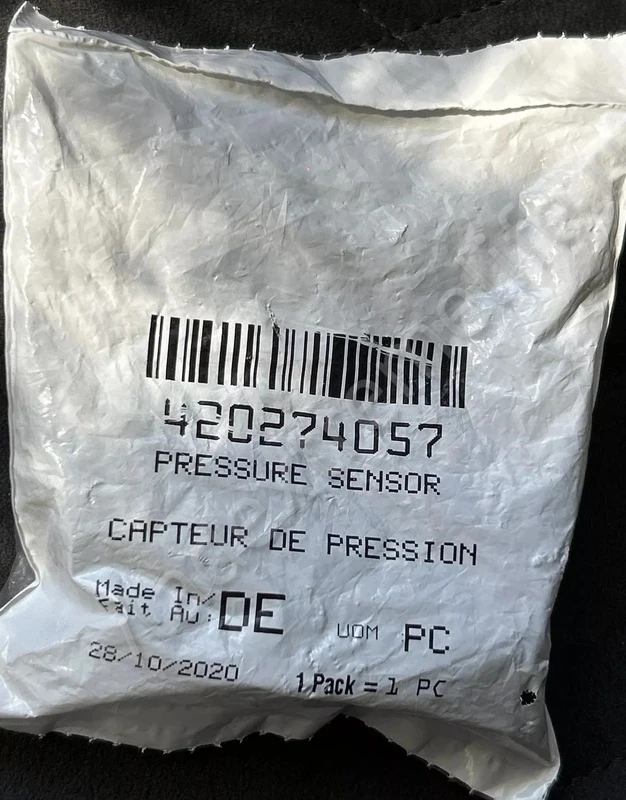 420274057
PRESSURE SENSOR
CAPTEUR DE PRESSION
Made In/
Fait Au: DE UOM PC
28/10/2020
1 Pack = 1 PC